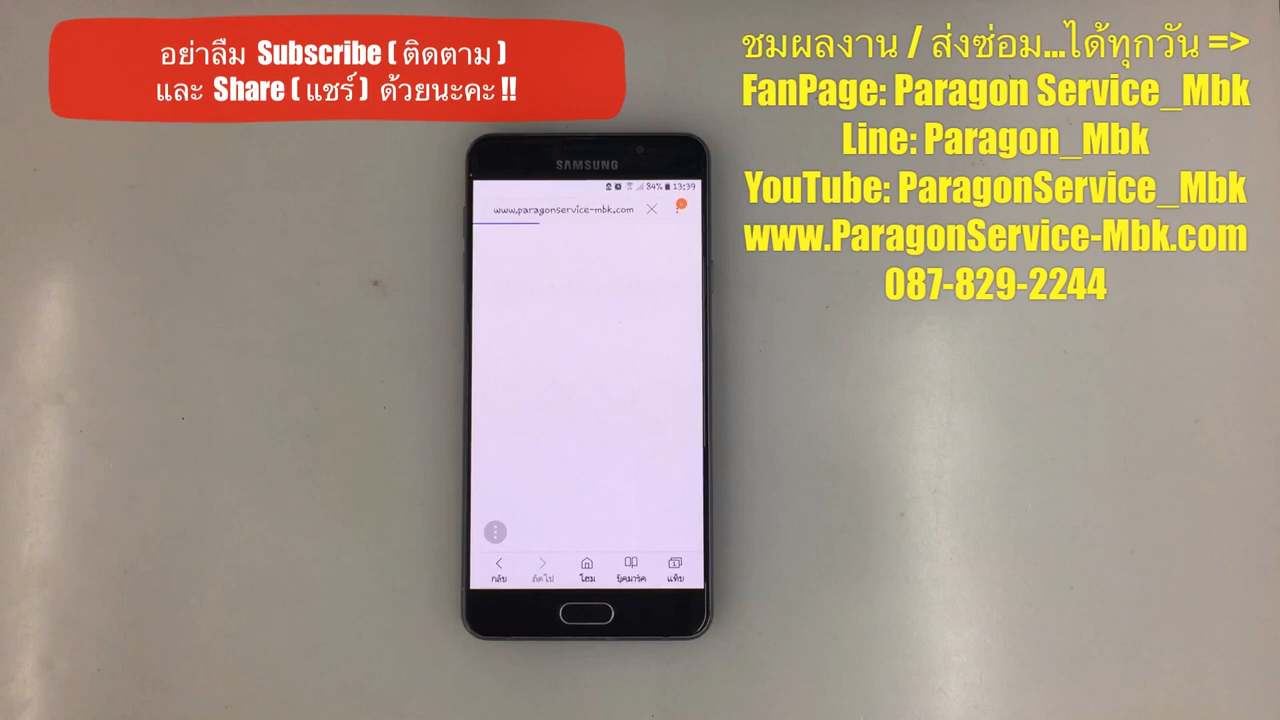 อย่าลืม Subscribe ( ติดตาม )
และ Share ( แชร์ ) ด้วยนะคะ !!
ชมผลงาน / ส่งซ่อม...ได้ทุกวัน =>
FanPage: Paragon Service_Mbk
Line: Paragon_Mbk
YouTube: ParagonService_Mbk
www.ParagonService-Mbk.com
087-829-2244
SAMSUNG
84% 13:39
www.paragonservice-mbk.com
กลับ ถัดไป โฮม บุ๊คมาร์ค แท็บ